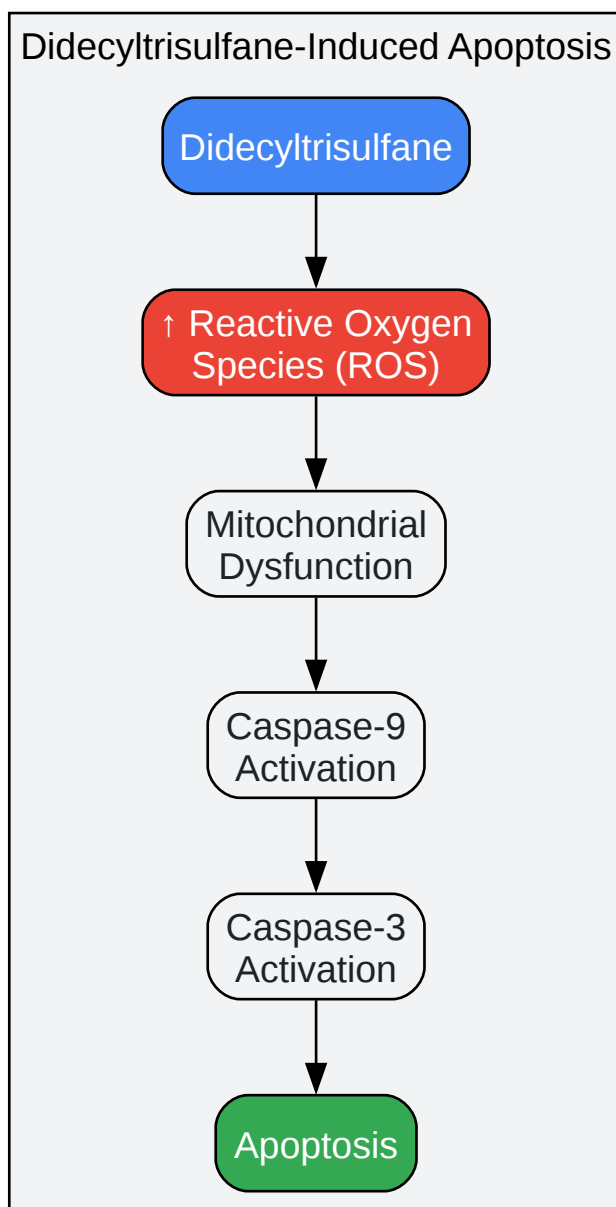 Didecyltrisulfane-Induced Apoptosis
Didecyltrisulfane
↑ Reactive Oxygen
Species (ROS)
Mitochondrial
Dysfunction
Caspase-9
Activation
Caspase-3
Activation
Apoptosis